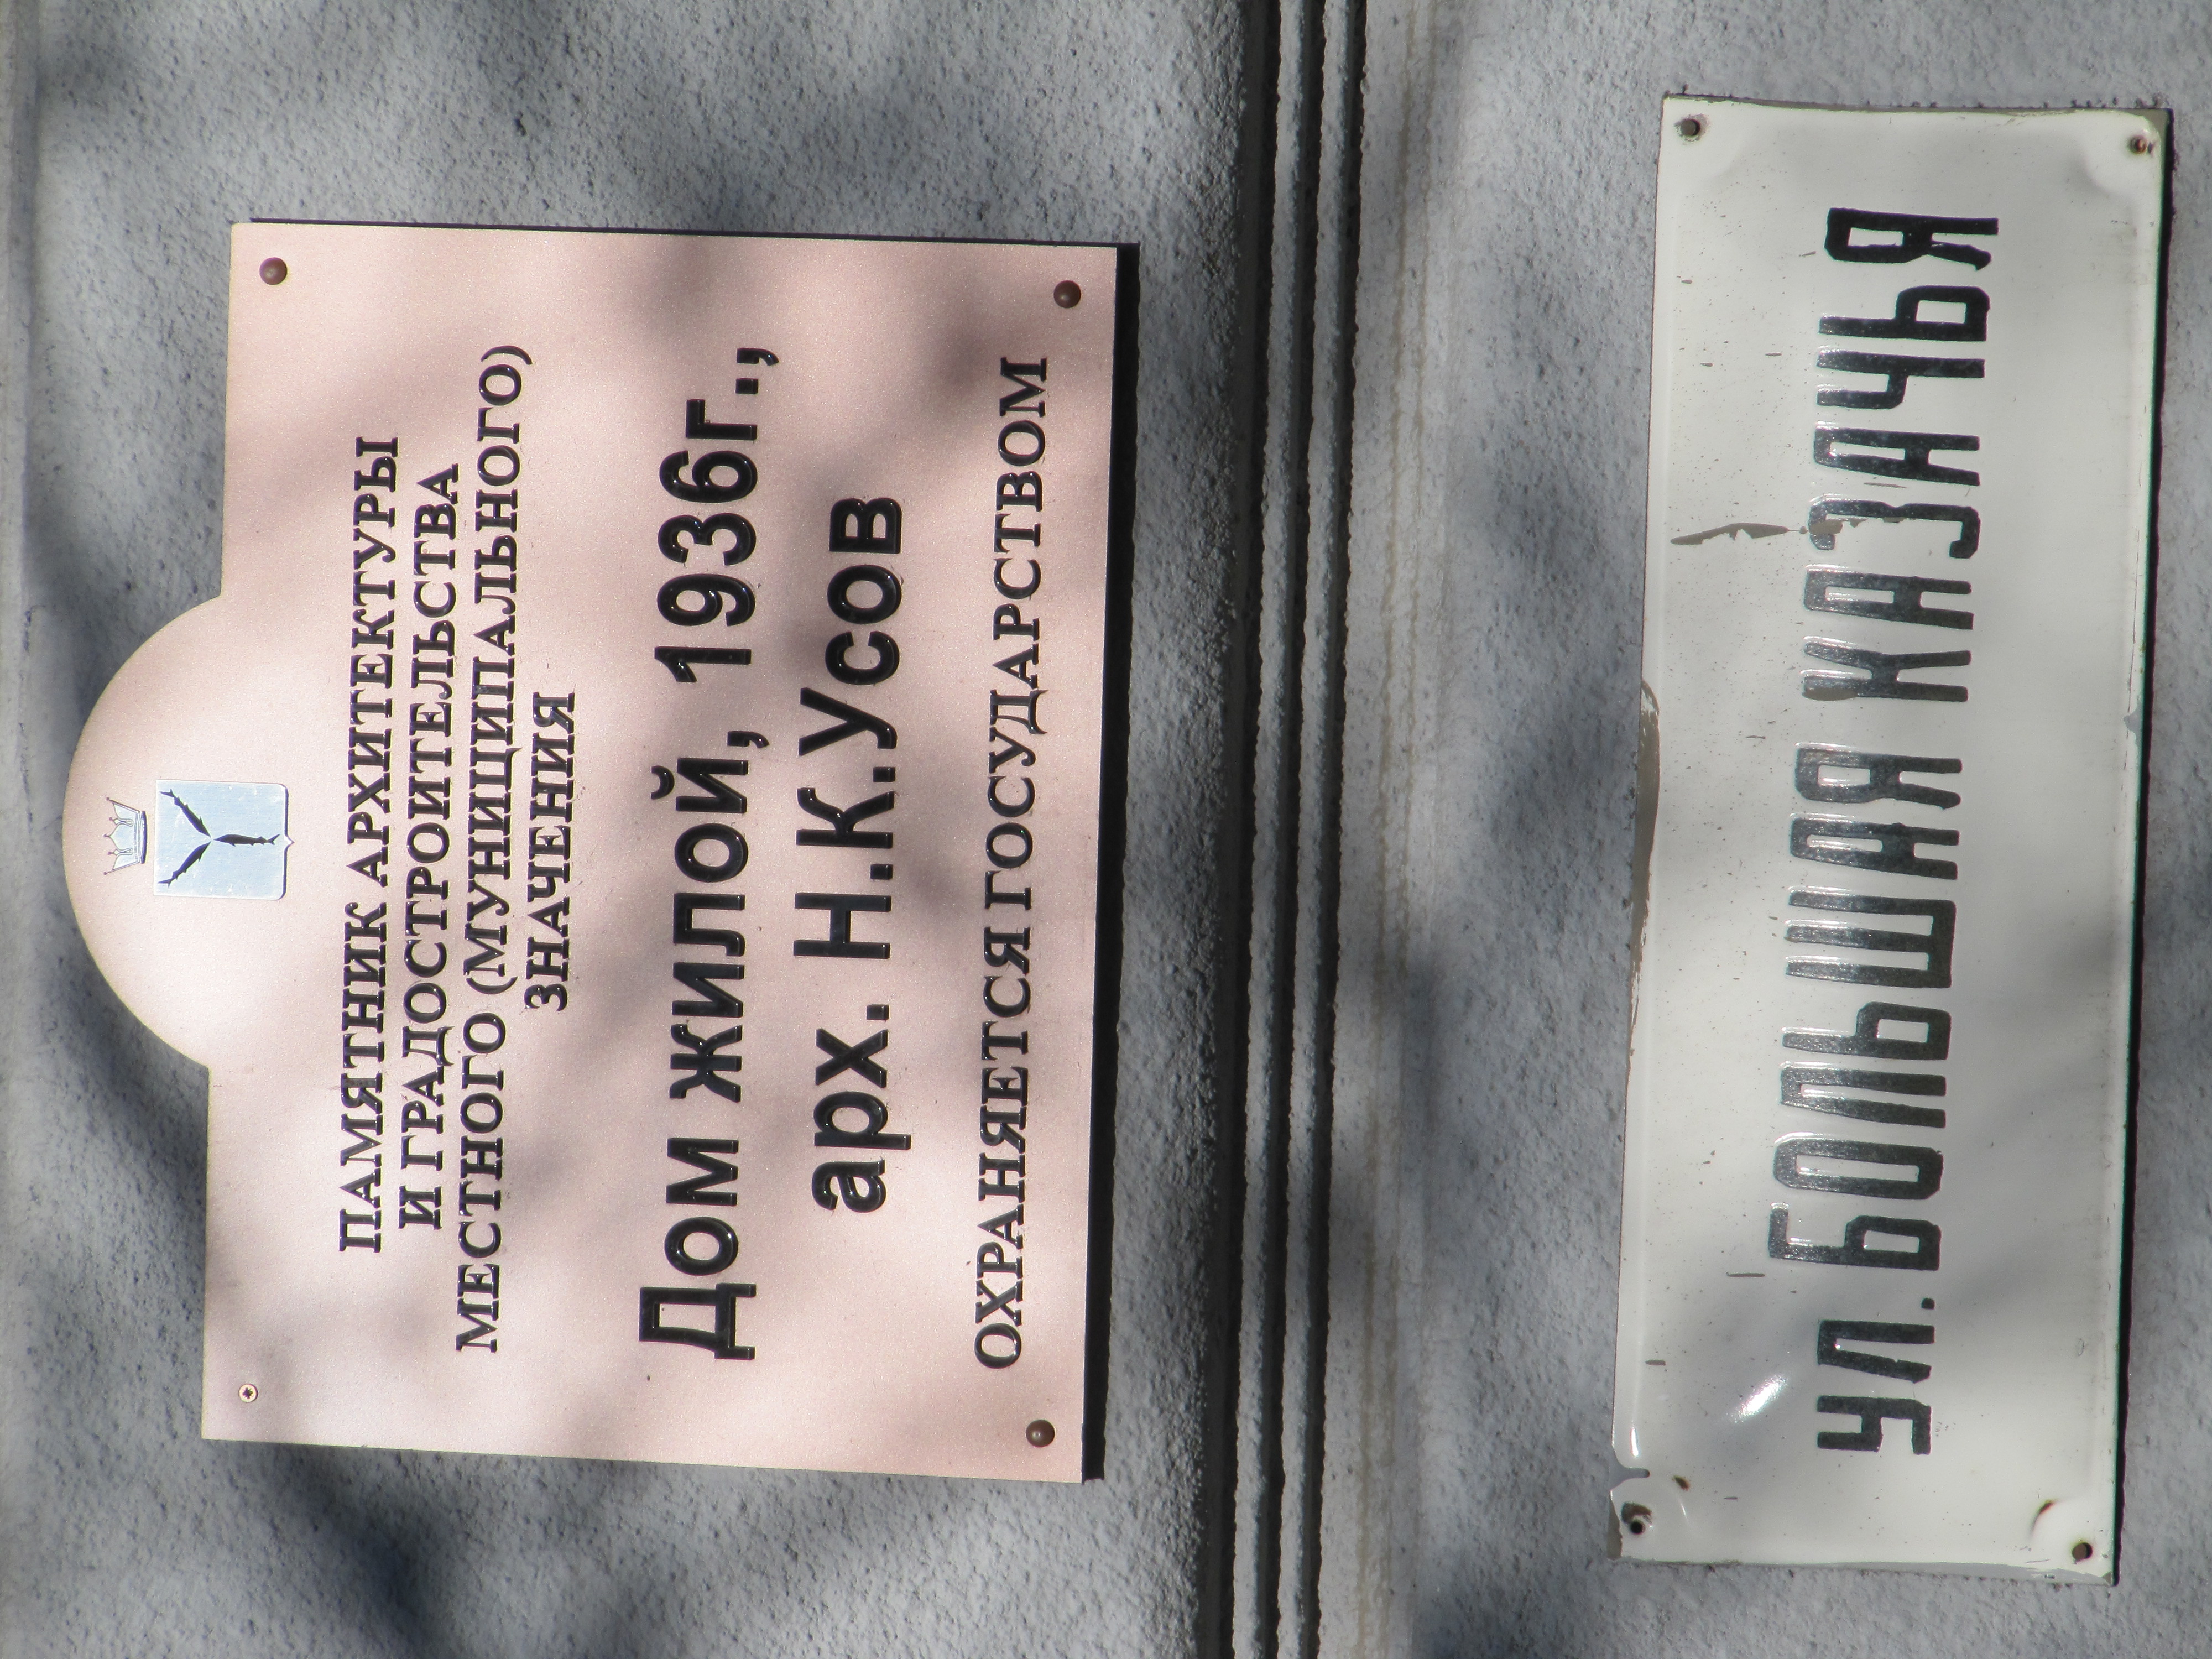 ПАМЯТНИК АРХИТЕКТУРЫ
И ГРАДОСТРОИТЕЛЬСТВА
МЕСТНОГО (МУНИЦИПАЛЬНОГО)
ЗНАЧЕНИЯ
Дом жилой, 1936г.,
арх. Н.К.Усов
ОХРАНЯЕТСЯ ГОСУДАРСТВОМ
ул. БОЛЬШАЯ КАЗАЧЬЯ